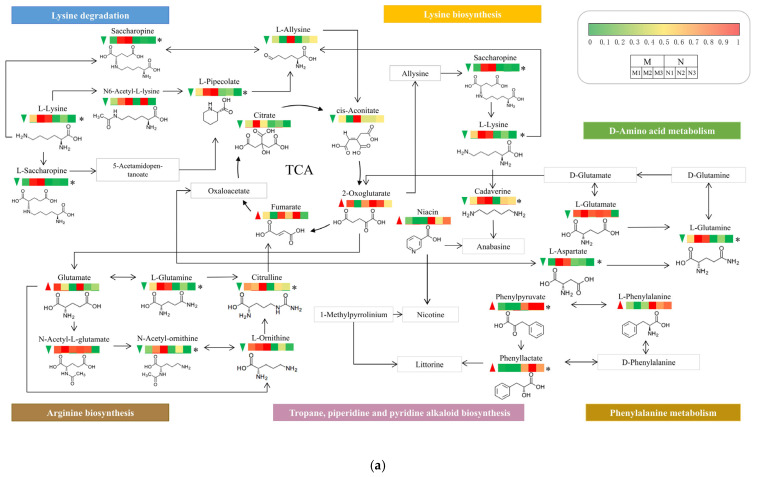 Lysine degradation
Lysine biosynthesis
0 0.1 0.2 0.3 0.4 0.5 0.6 0.7 0.8 0.9 1
M N
M1 M2 M3 N1 N2 N3
Saccharopine
*
L-Allysine
Saccharopine
*
Allysine
N6-Acetyl-L-lysine
L-Pipecolate
*
L-Lysine
*
Citrate
cis-Aconitate
L-Lysine
*
D-Amino acid metabolism
L-Saccharopine
*
5-Acetamidopen-
tanoate
TCA
Oxaloacetate
2-Oxoglutarate
Fumarate
Niacin
Cadaverine
*
Anabasine
D-Glutamate
D-Glutamine
L-Glutamate
L-Glutamine
*
L-Aspartate
*
Glutamate
L-Glutamine
*
Citrulline
*
N-Acetyl-L-glutamate
N-Acetyl-ornithine
*
L-Ornithine
*
1-Methylpyrrolinium
Nicotine
Littorine
Phenylpyruvate
*
L-Phenylalanine
Phenyllactate
*
D-Phenylalanine
Arginine biosynthesis
Tropane, piperidine and pyridine alkaloid biosynthesis
Phenylalanine metabolism
(a)